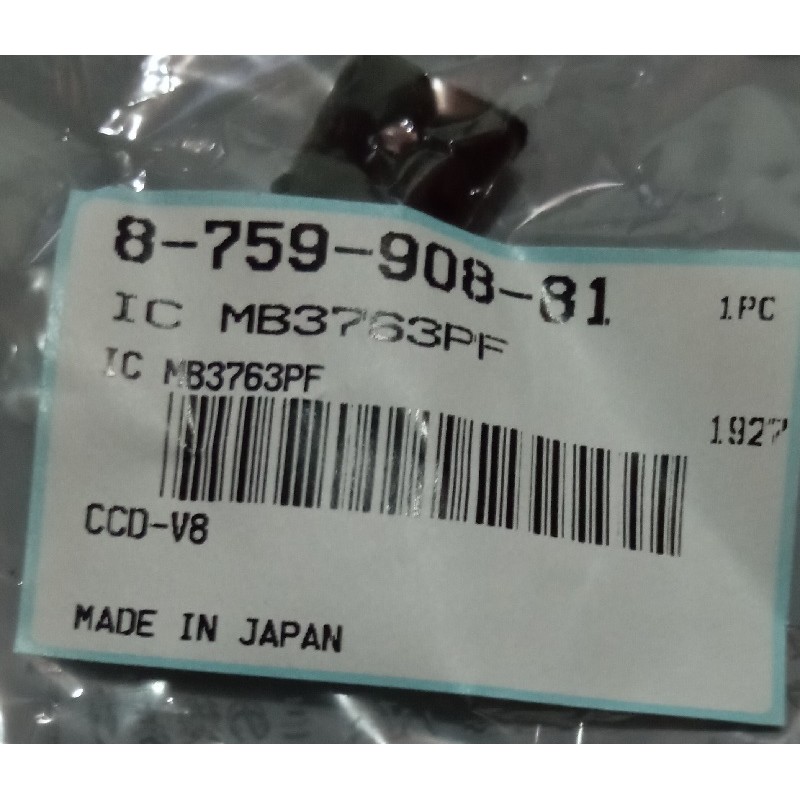 8-759-908-81
1PC
IC MB3763PF
IC MB3763PF
1927
CCD-V8
MADE IN JAPAN